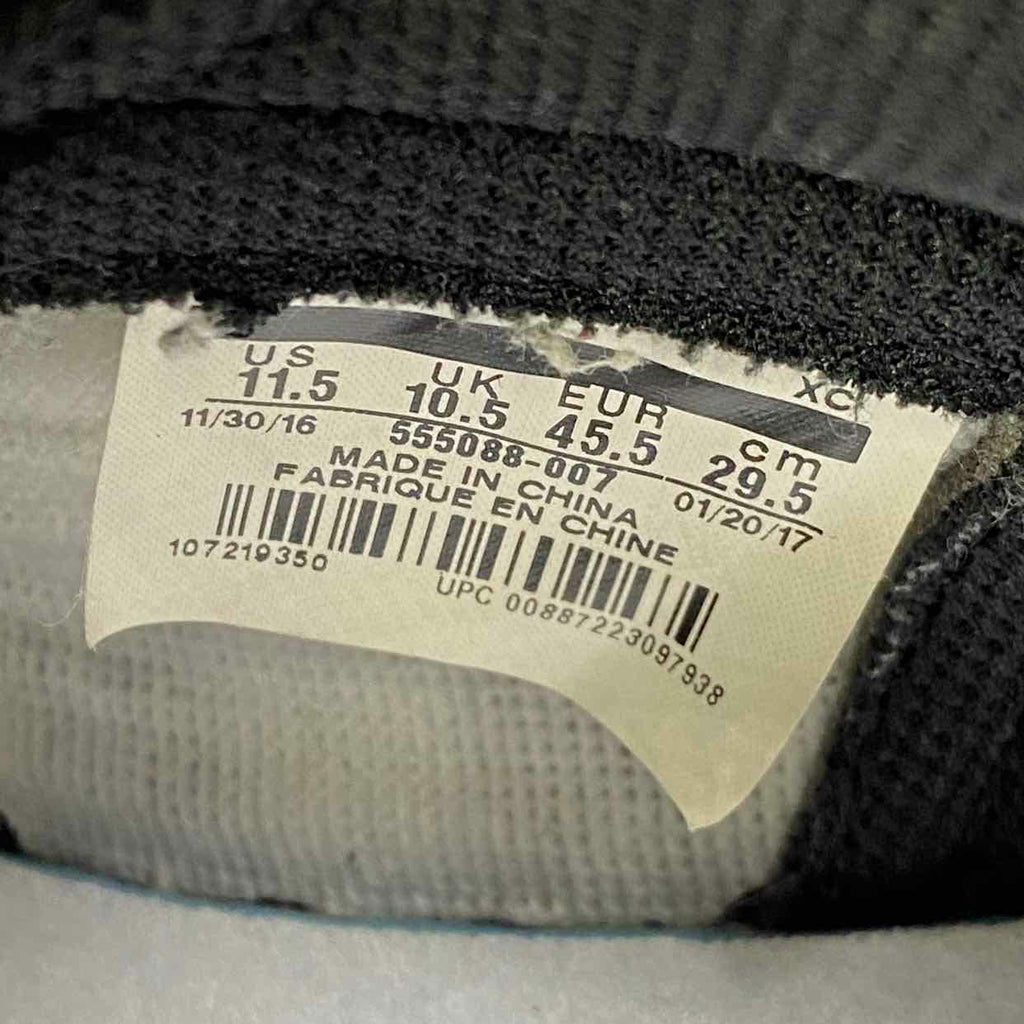 XC
US UK EUR cm
11.5 10.5 45.5 29.5
11/30/16 555088-007 01/20/17
MADE IN CHINA
FABRIQUE EN CHINE
107219350
UPC 00887223097938